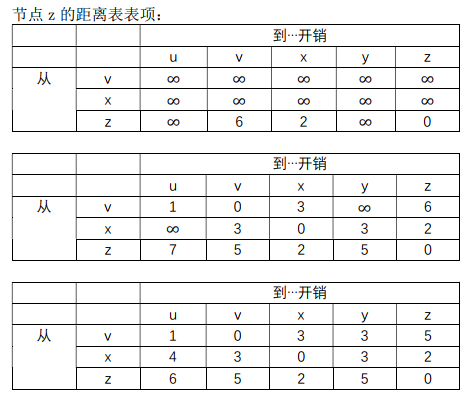 节点 z 的距离表表项：
到…开销
u v x y z
从 v ∞ ∞ ∞ ∞ ∞
x ∞ ∞ ∞ ∞ ∞
z ∞ 6 2 ∞ 0
到…开销
u v x y z
从 v 1 0 3 ∞ 6
x ∞ 3 0 3 2
z 7 5 2 5 0
到…开销
u v x y z
从 v 1 0 3 3 5
x 4 3 0 3 2
z 6 5 2 5 0